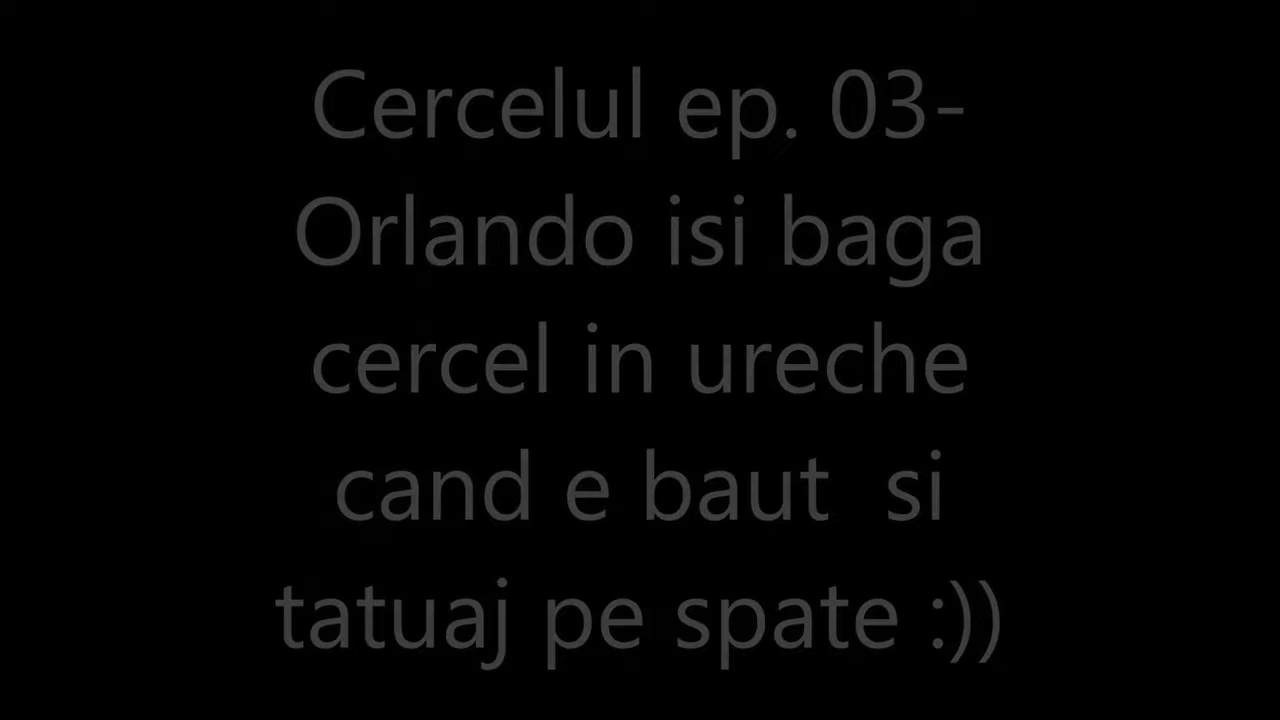 Cercelul ep. 03-
Orlando isi baga
cercel in ureche
cand e baut  si
tatuaj pe spate :))